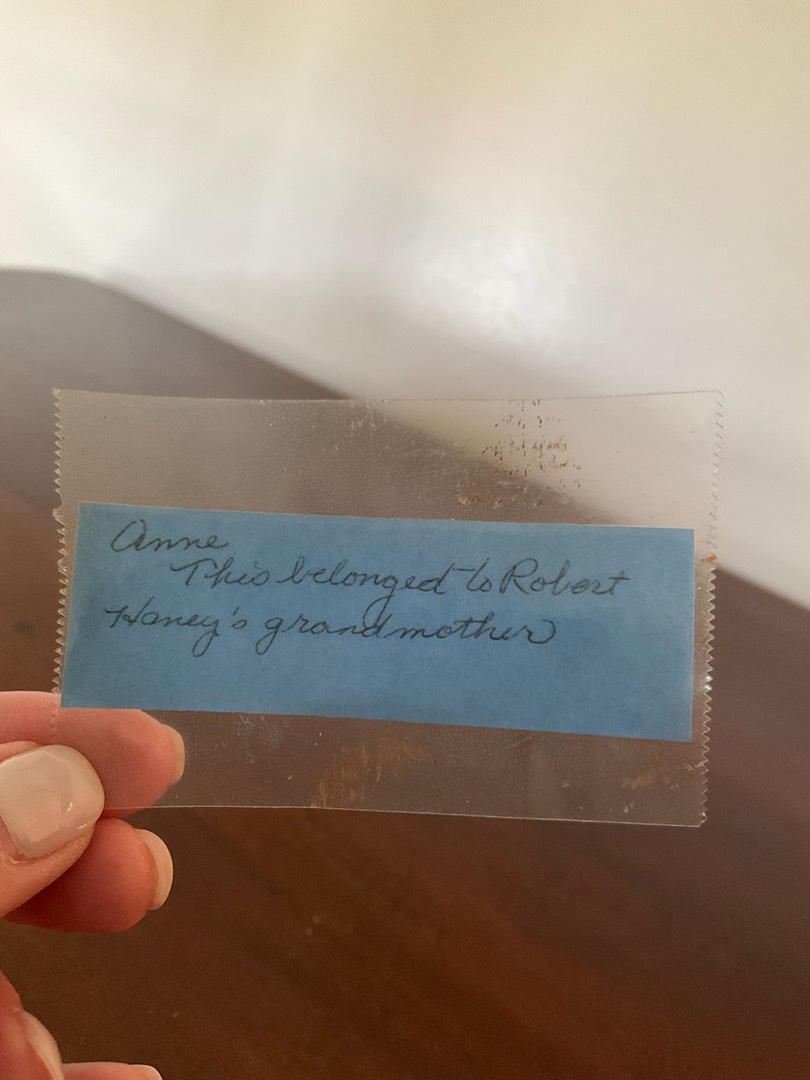 Anne
This belonged to Robert
Haney's grandmother